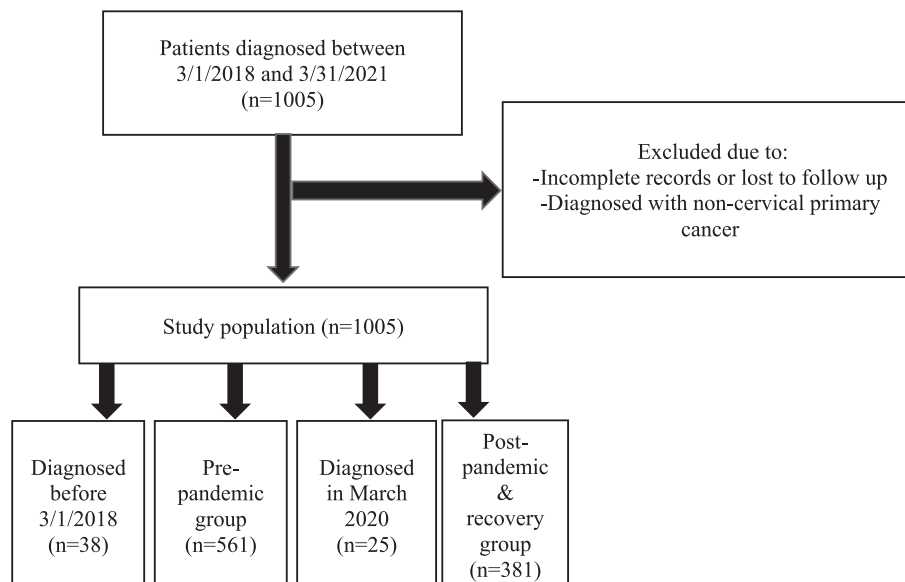 Patients diagnosed between
3/1/2018 and 3/31/2021
(n=1005)
Excluded due to:
-Incomplete records or lost to follow up
-Diagnosed with non-cervical primary
cancer
Study population (n=1005)
Diagnosed
before
3/1/2018
(n=38)
Pre-
pandemic
group
(n=561)
Diagnosed
in March
2020
(n=25)
Post-
pandemic
&
recovery
group
(n=381)